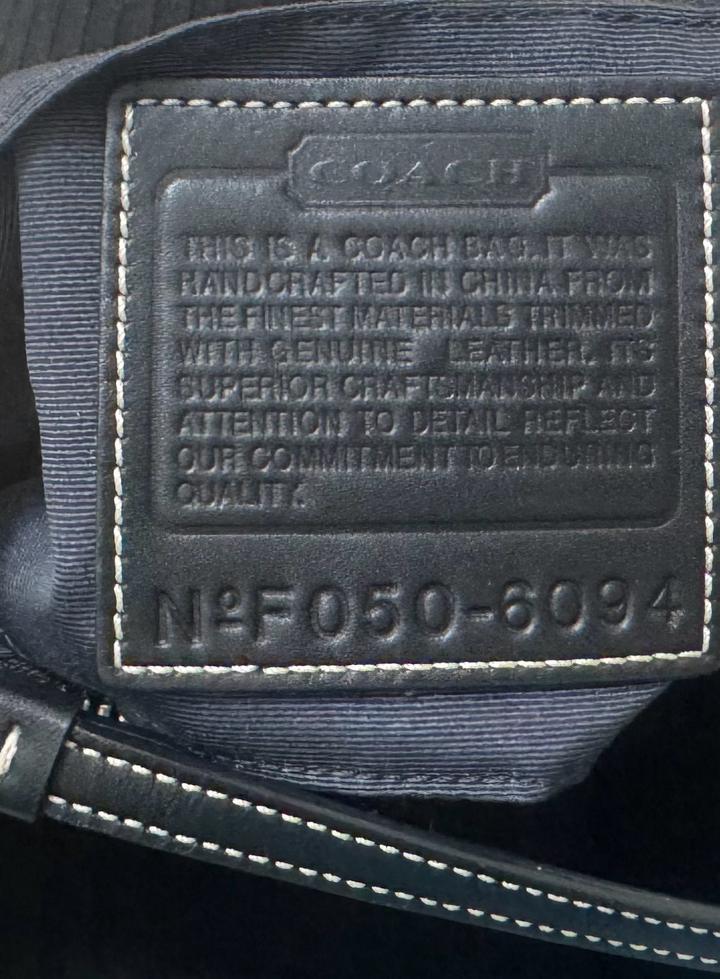 COACH
THIS IS A COACH BAG. IT WAS
HANDCRAFTED IN CHINA FROM
THE FINEST MATERIALS TRIMMED
WITH GENUINE LEATHER. ITS
SUPERIOR CRAFTSMANSHIP AND
ATTENTION TO DETAIL REFLECT
OUR COMMITMENT TO ENDURING
QUALITY.
NºF050-6094